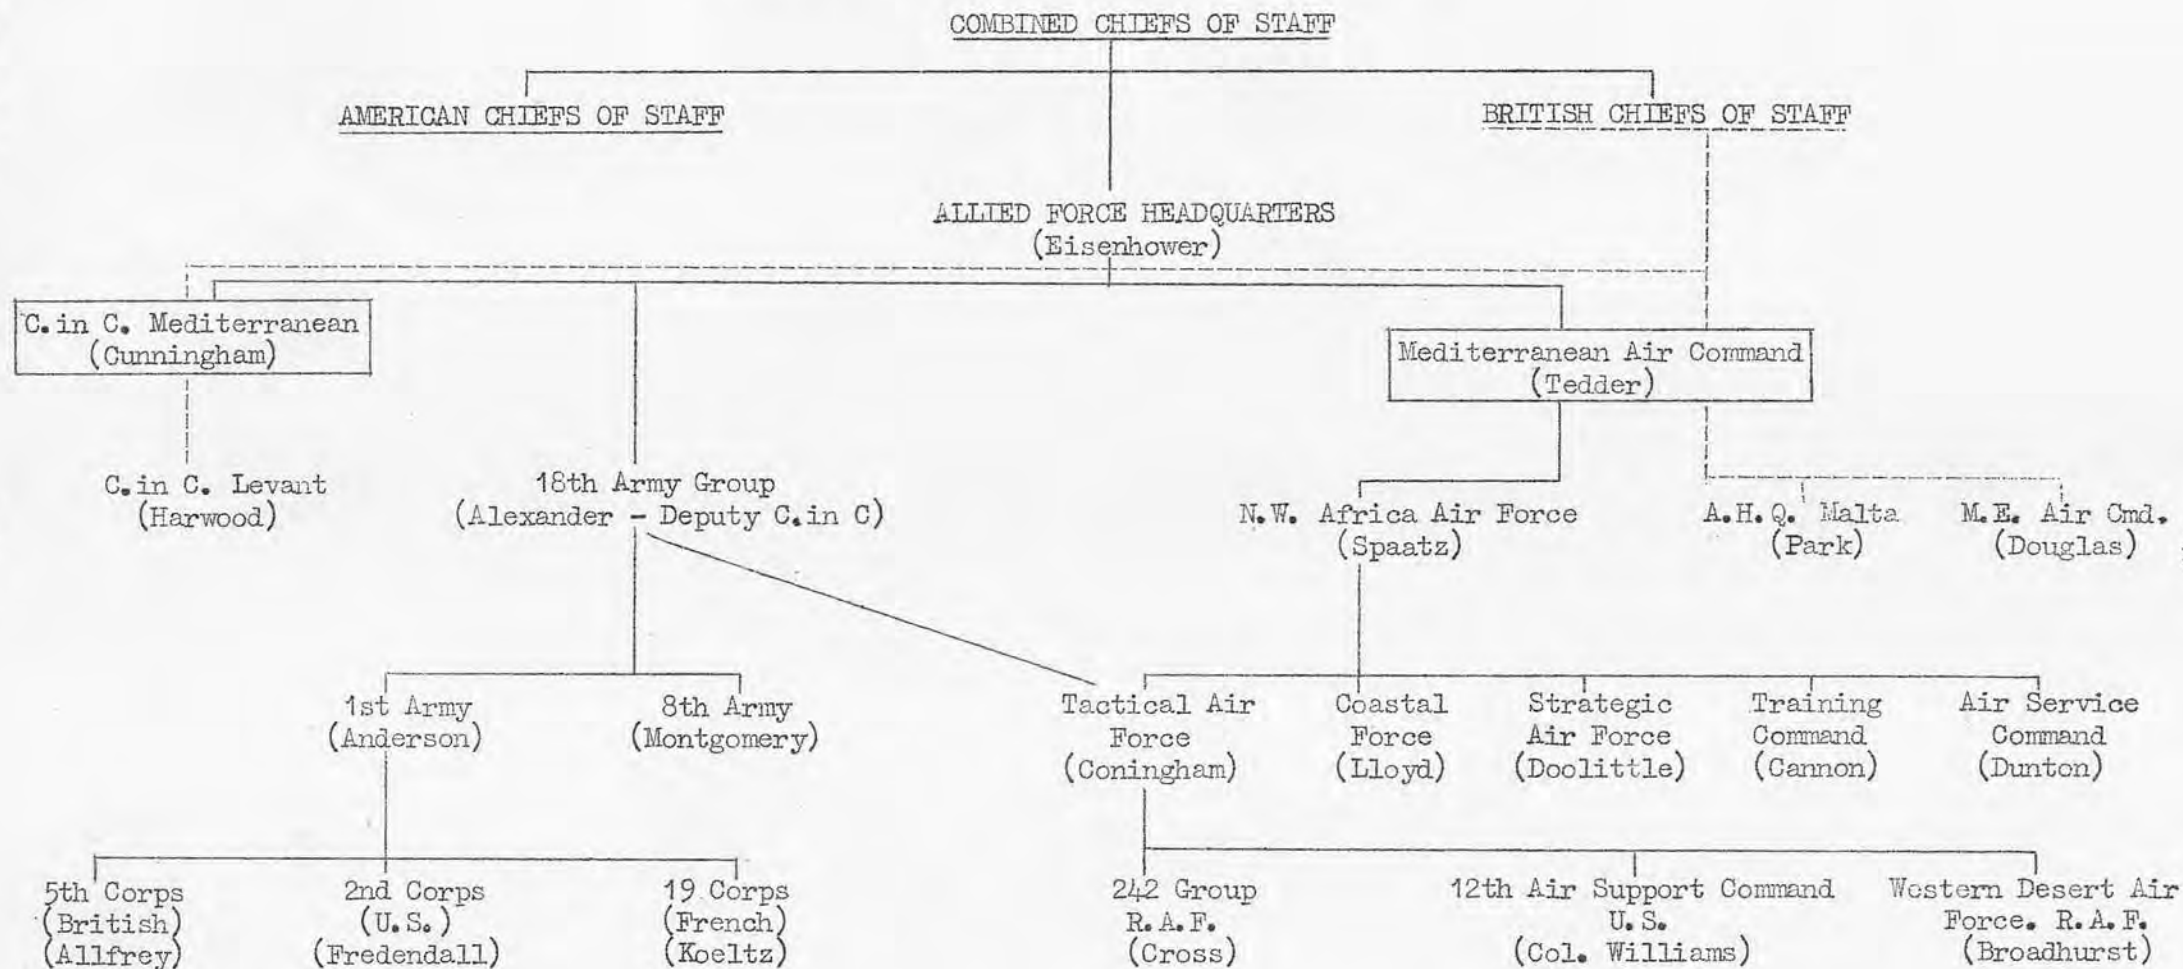 COMBINED CHIEFS OF STAFF
AMERICAN CHIEFS OF STAFF
BRITISH CHIEFS OF STAFF
ALLIED FORCE HEADQUARTERS
(Eisenhower)
C.in C. Mediterranean
(Cunningham)
Mediterranean Air Command
(Tedder)
C.in C. Levant
(Harwood)
18th Army Group
(Alexander - Deputy C.in C)
N.W. Africa Air Force
(Spaatz)
A.H.Q. Malta
(Park)
M.E. Air Cmd.
(Douglas)
1st Army
(Anderson)
8th Army
(Montgomery)
Tactical Air
Force
(Coningham)
Coastal
Force
(Lloyd)
Strategic
Air Force
(Doolittle)
Training
Command
(Cannon)
Air Service
Command
(Dunton)
5th Corps
(British)
(Allfrey)
2nd Corps
(U.S.)
(Fredendall)
19 Corps
(French)
(Koeltz)
242 Group
R.A.F.
(Cross)
12th Air Support Command
U.S.
(Col. Williams)
Western Desert Air
Force. R.A.F.
(Broadhurst)